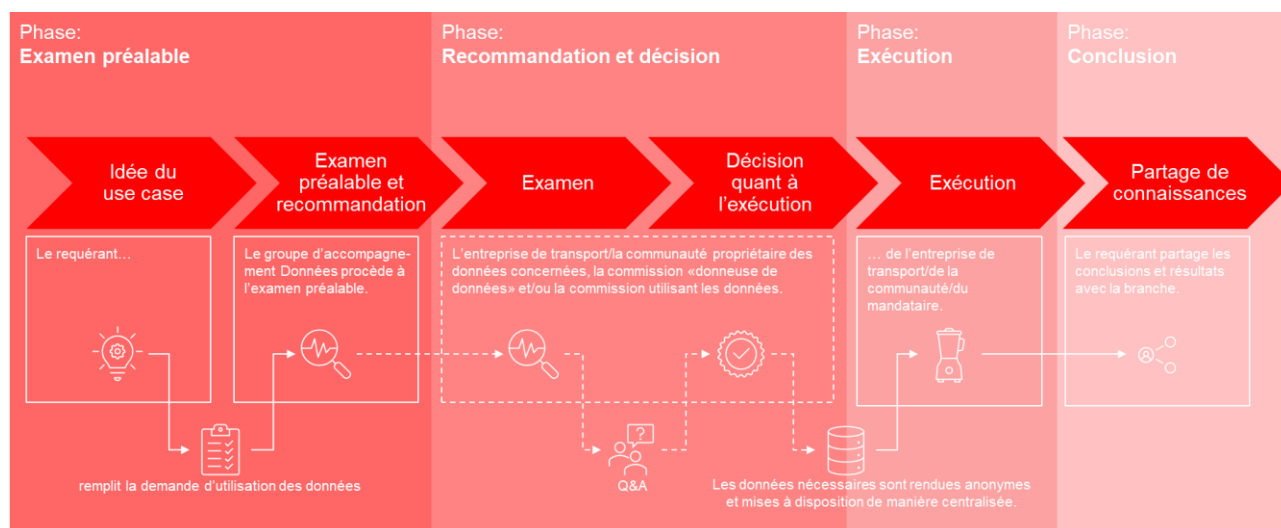 Phase:
Examen préalable
Phase:
Recommandation et décision
Phase:
Exécution
Phase:
Conclusion
Idée du
use case
Examen
préalable et
recommandation
Examen
Décision
quant à
l'exécution
Exécution
Partage de
connaissances
Le requérant…
Le groupe d'accompagne-
ment Données procède à
l'examen préalable.
L'entreprise de transport/la communauté propriétaire des
données concernées, la commission «donneuse de
données» et/ou la commission utilisant les données.
… de l'entreprise de
transport/de la
communauté/du
mandataire.
Le requérant partage les
conclusions et résultats
avec la branche.
?
remplit la demande d'utilisation des données
Q&A
Les données nécessaires sont rendues anonymes
et mises à disposition de manière centralisée.